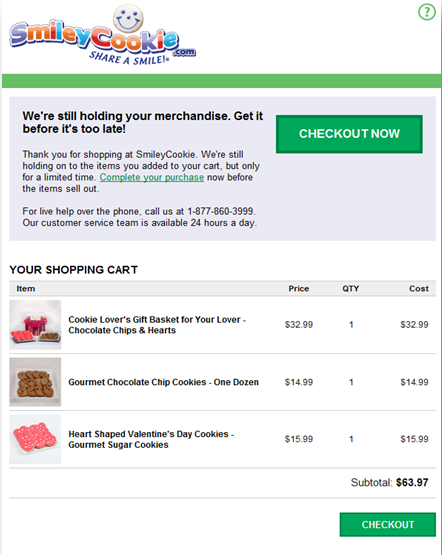 ?
SmileyCookie.com
SHARE A SMILE!®
We're still holding your merchandise. Get it
before it's too late!
CHECKOUT NOW
Thank you for shopping at SmileyCookie. We're still
holding on to the items you added to your cart, but only
for a limited time. Complete your purchase now before
the items sell out.
For live help over the phone, call us at 1-877-860-3999.
Our customer service team is available 24 hours a day.
YOUR SHOPPING CART
Item Price QTY Cost
Cookie Lover's Gift Basket for Your Lover -
Chocolate Chips & Hearts
$32.99 1 $32.99
Gourmet Chocolate Chip Cookies - One Dozen $14.99 1 $14.99
Heart Shaped Valentine's Day Cookies -
Gourmet Sugar Cookies
$15.99 1 $15.99
Subtotal: $63.97
CHECKOUT